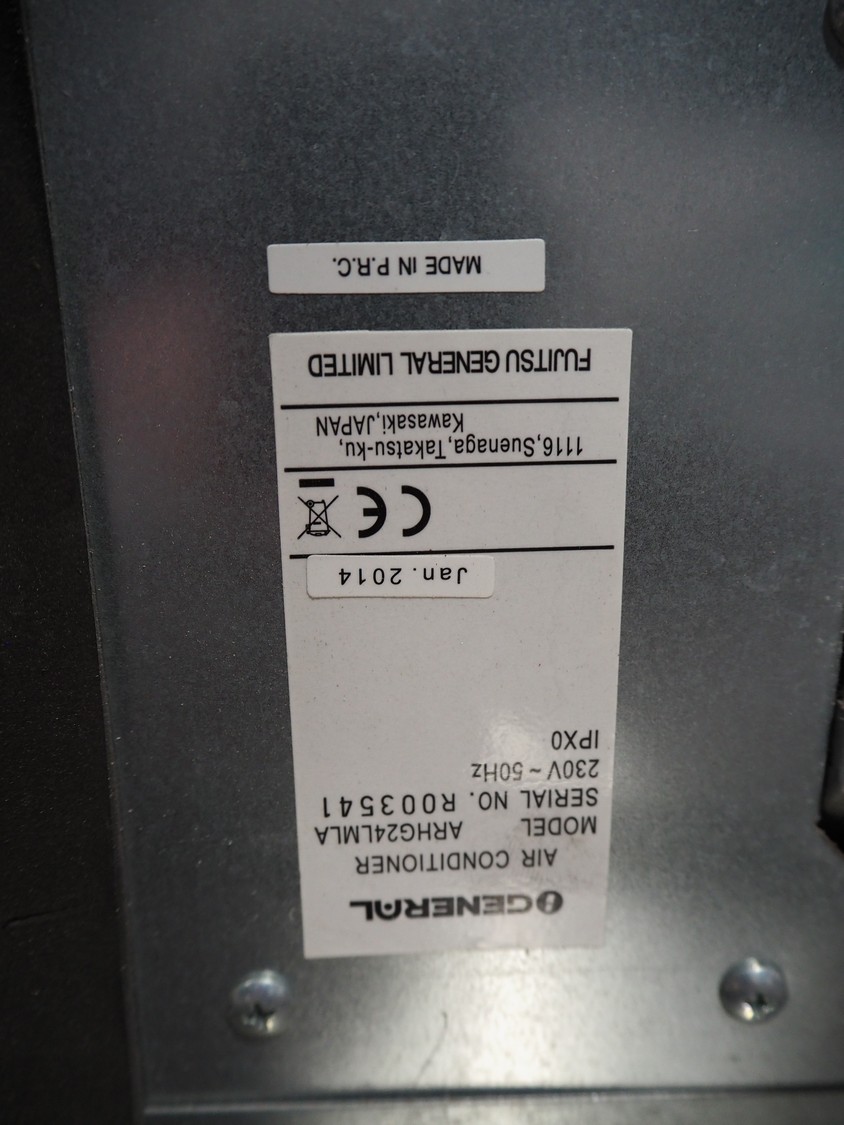 GENERAL
AIR CONDITIONER
MODEL ARHG24LMLA
SERIAL NO. R003541
230V ~ 50Hz
IPX0
Jan. 2014
CE
1116,Suenaga,Takatsu-ku,
Kawasaki,JAPAN
FUJITSU GENERAL LIMITED
MADE IN P.R.C.